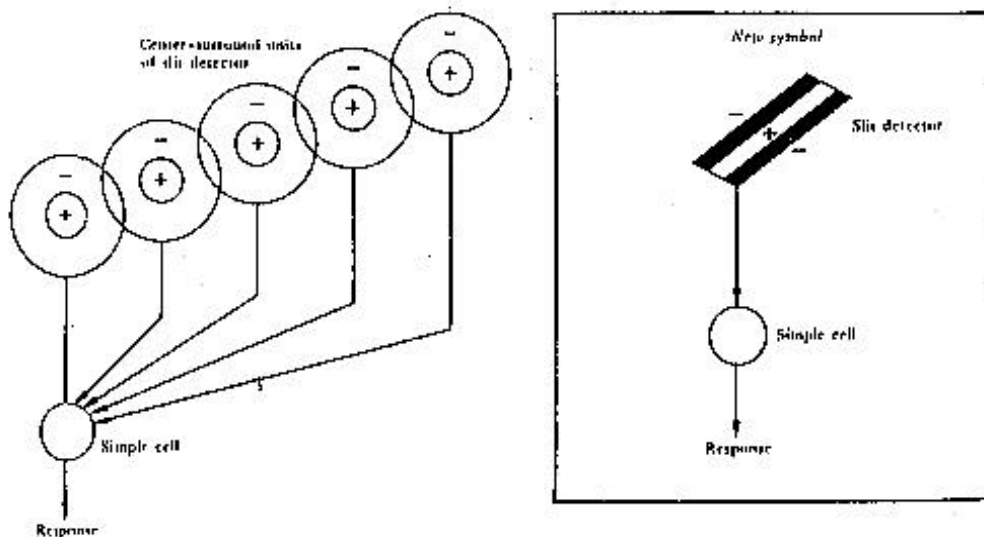 Center-surround units
of slit detector
−
+
−
+
−
+
−
+
−
+
Simple cell
Response
New symbol
−
+
−
Slit detector
Simple cell
Response